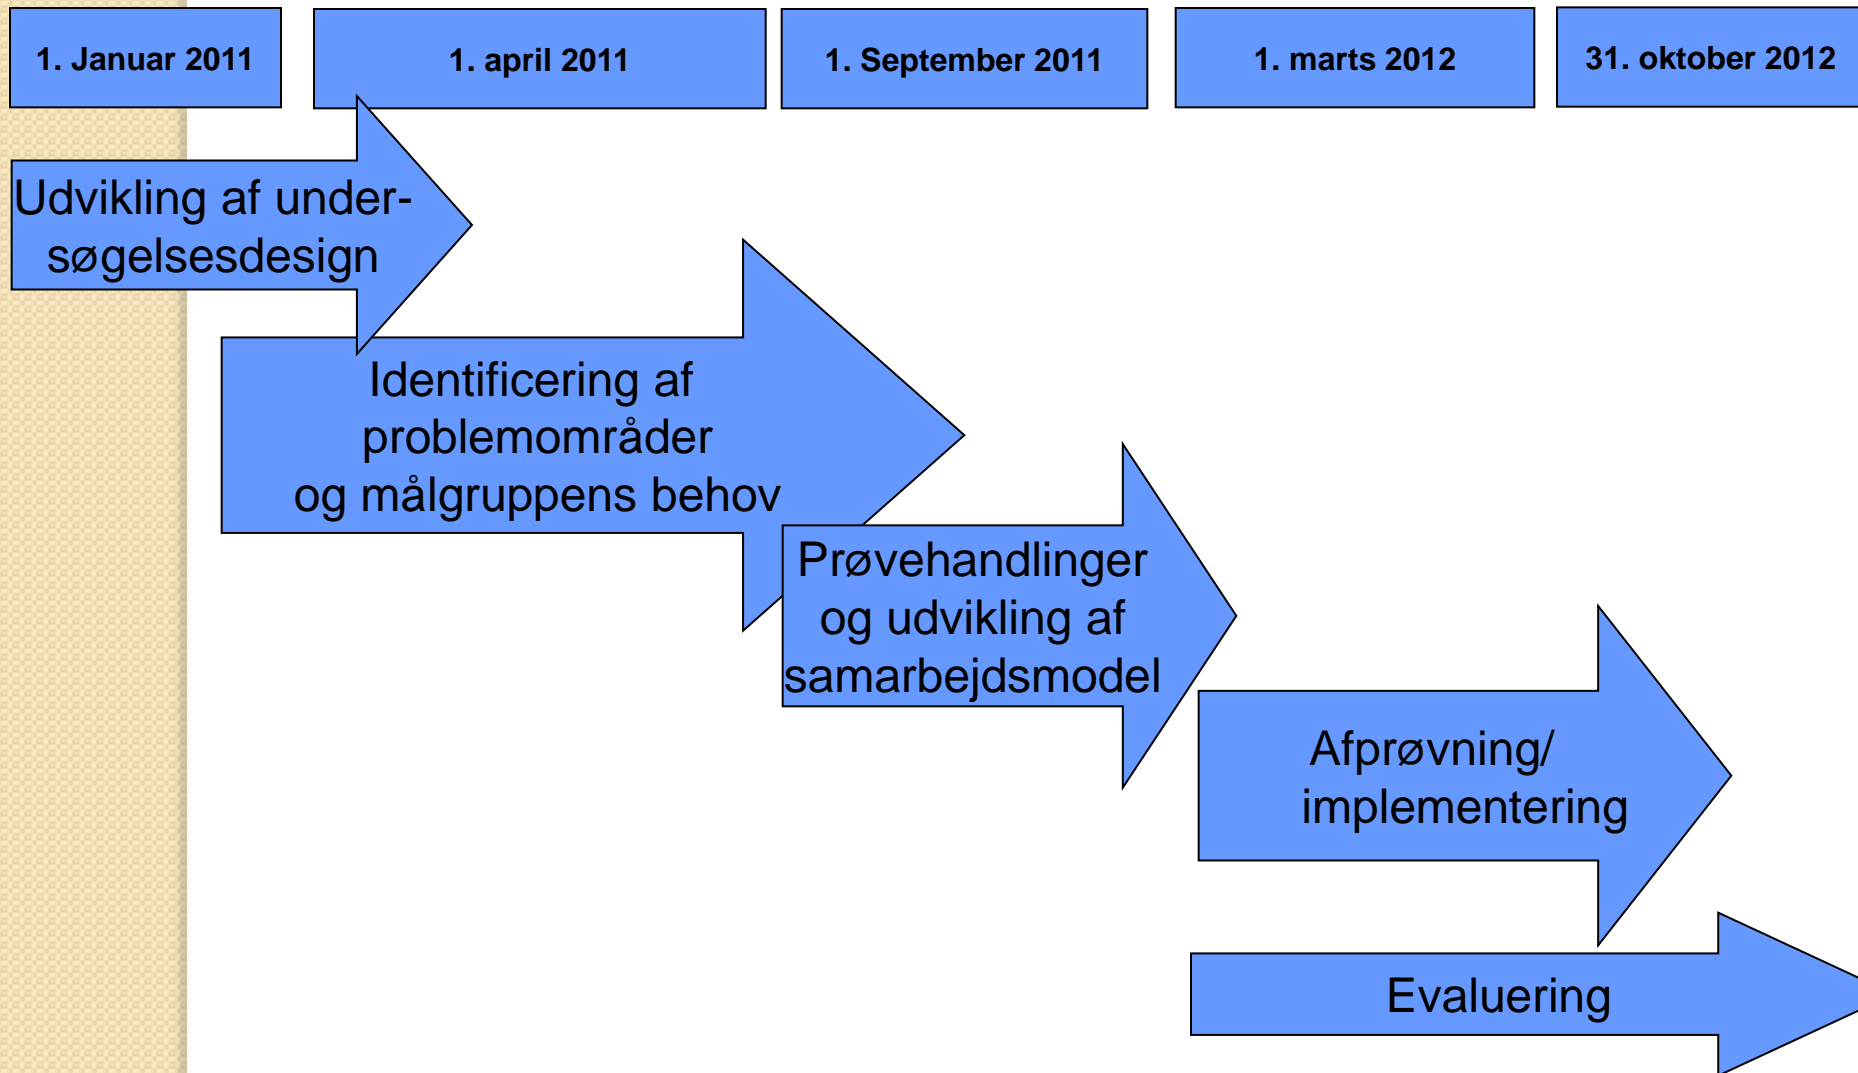 1. Januar 2011
1. april 2011
1. September 2011
1. marts 2012
31. oktober 2012
Udvikling af under-
søgelsesdesign
Identificering af
problemområder
og målgruppens behov
Prøvehandlinger
og udvikling af
samarbejdsmodel
Afprøvning/
implementering
Evaluering